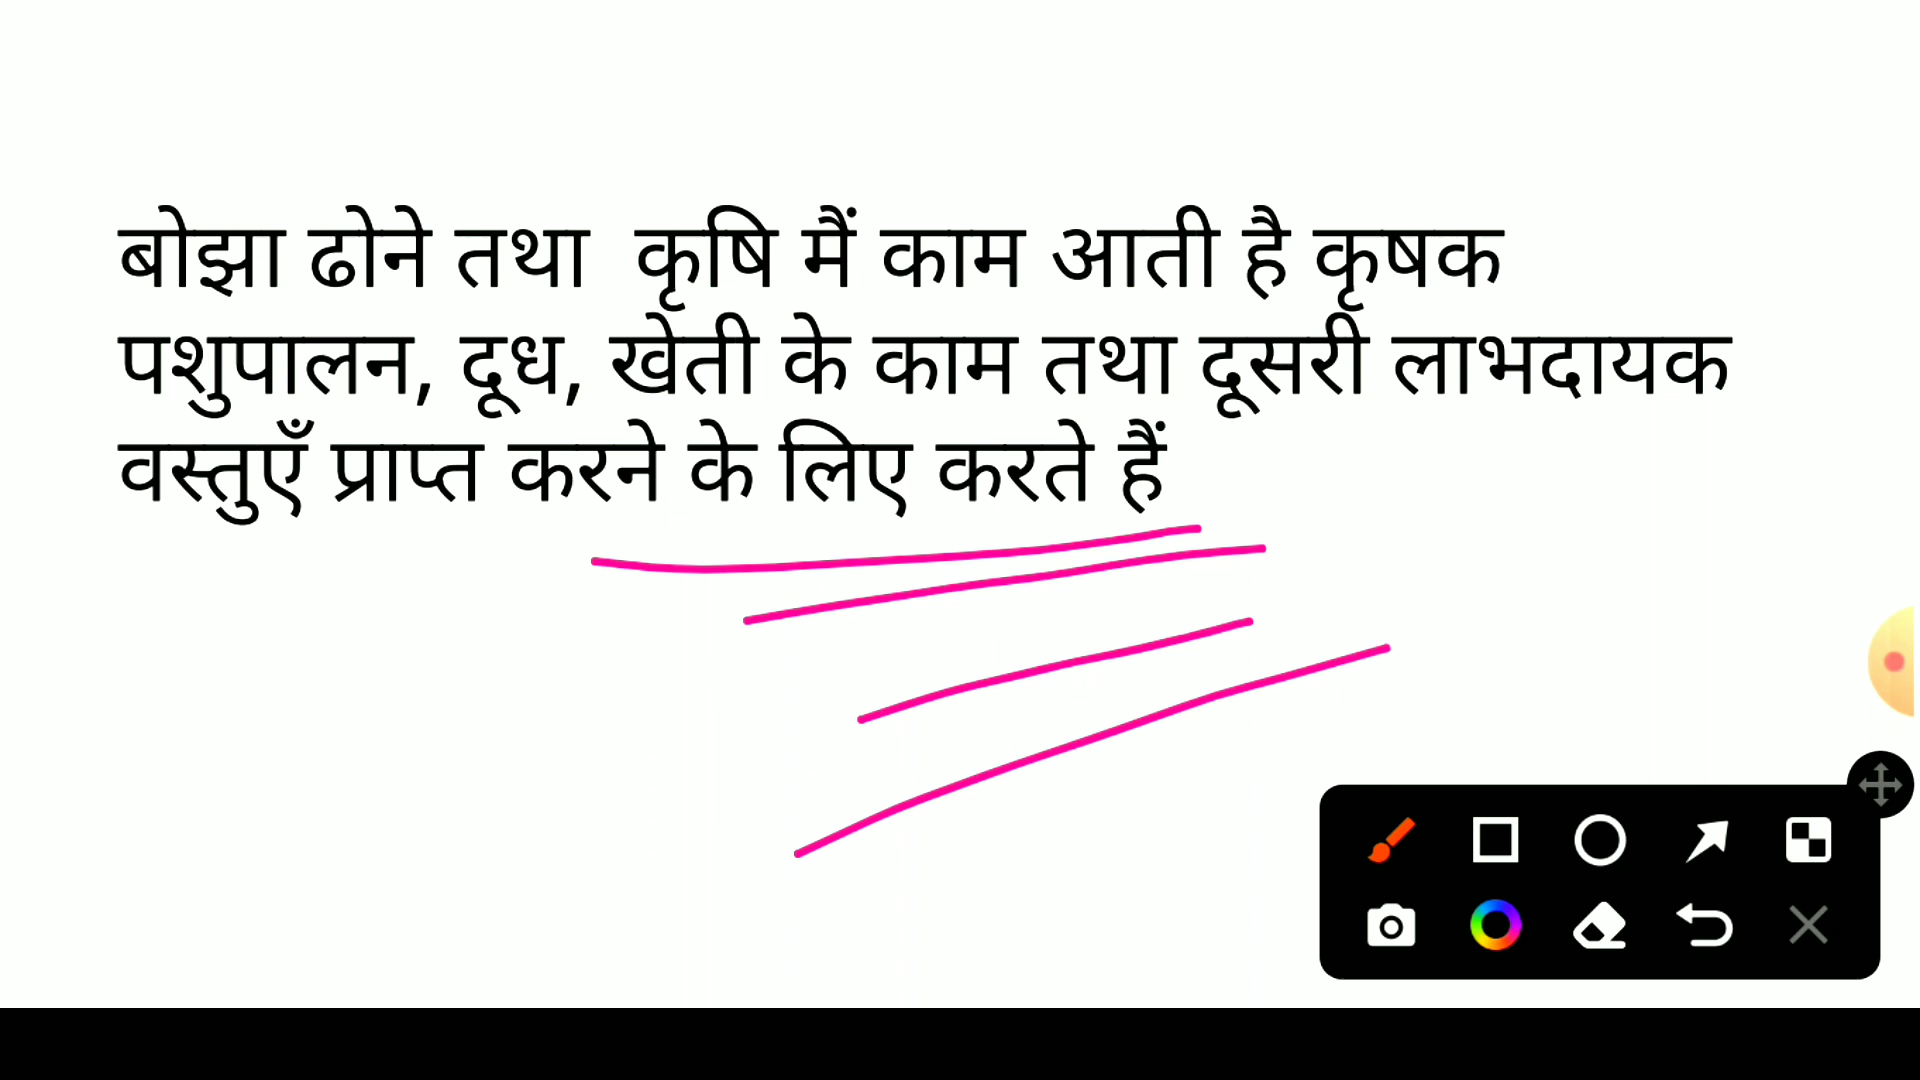 बोझा ढोने तथा  कृषि मैं काम आती है कृषक
पशुपालन, दूध, खेती के काम तथा दूसरी लाभदायक
वस्तुएँ प्राप्त करने के लिए करते हैं